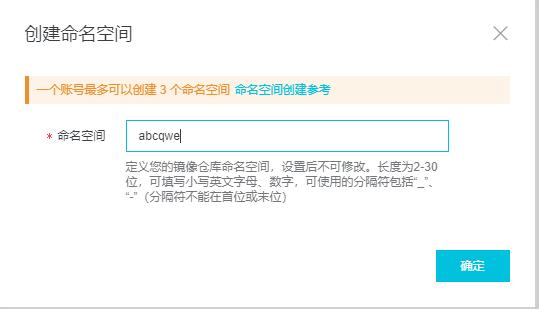 创建命名空间
一个账号最多可以创建 3 个命名空间 命名空间创建参考
* 命名空间 abcqwe
定义您的镜像仓库命名空间，设置后不可修改。长度为2-30
位，可填写小写英文字母、数字，可使用的分隔符包括“_”、
“-”（分隔符不能在首位或末位）
确定